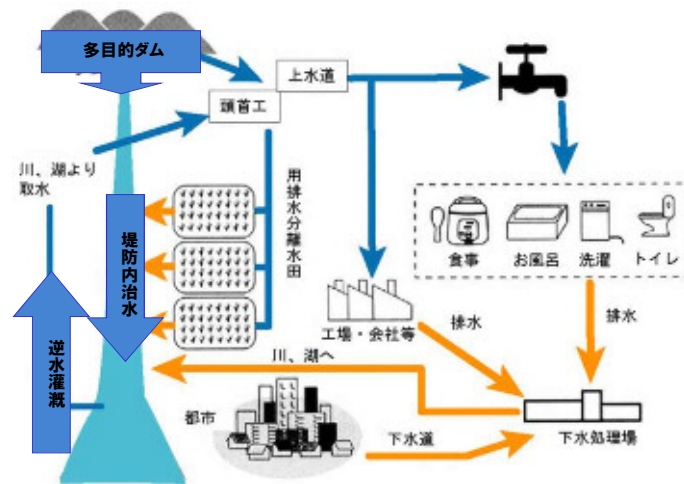 多目的ダム
上水道
頭首工
川、湖より
取水
用排水分離水田
堤防内治水
食事
お風呂
洗濯
トイレ
工場・会社等
排水
排水
川、湖へ
逆水灌漑
都市
下水道
下水処理場